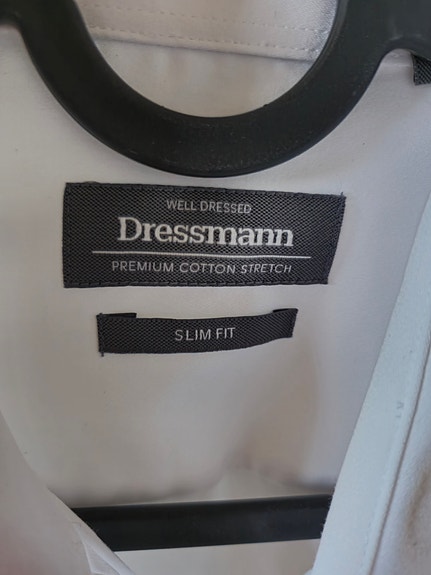 WELL DRESSED
Dressmann
PREMIUM COTTON STRETCH
SLIM FIT